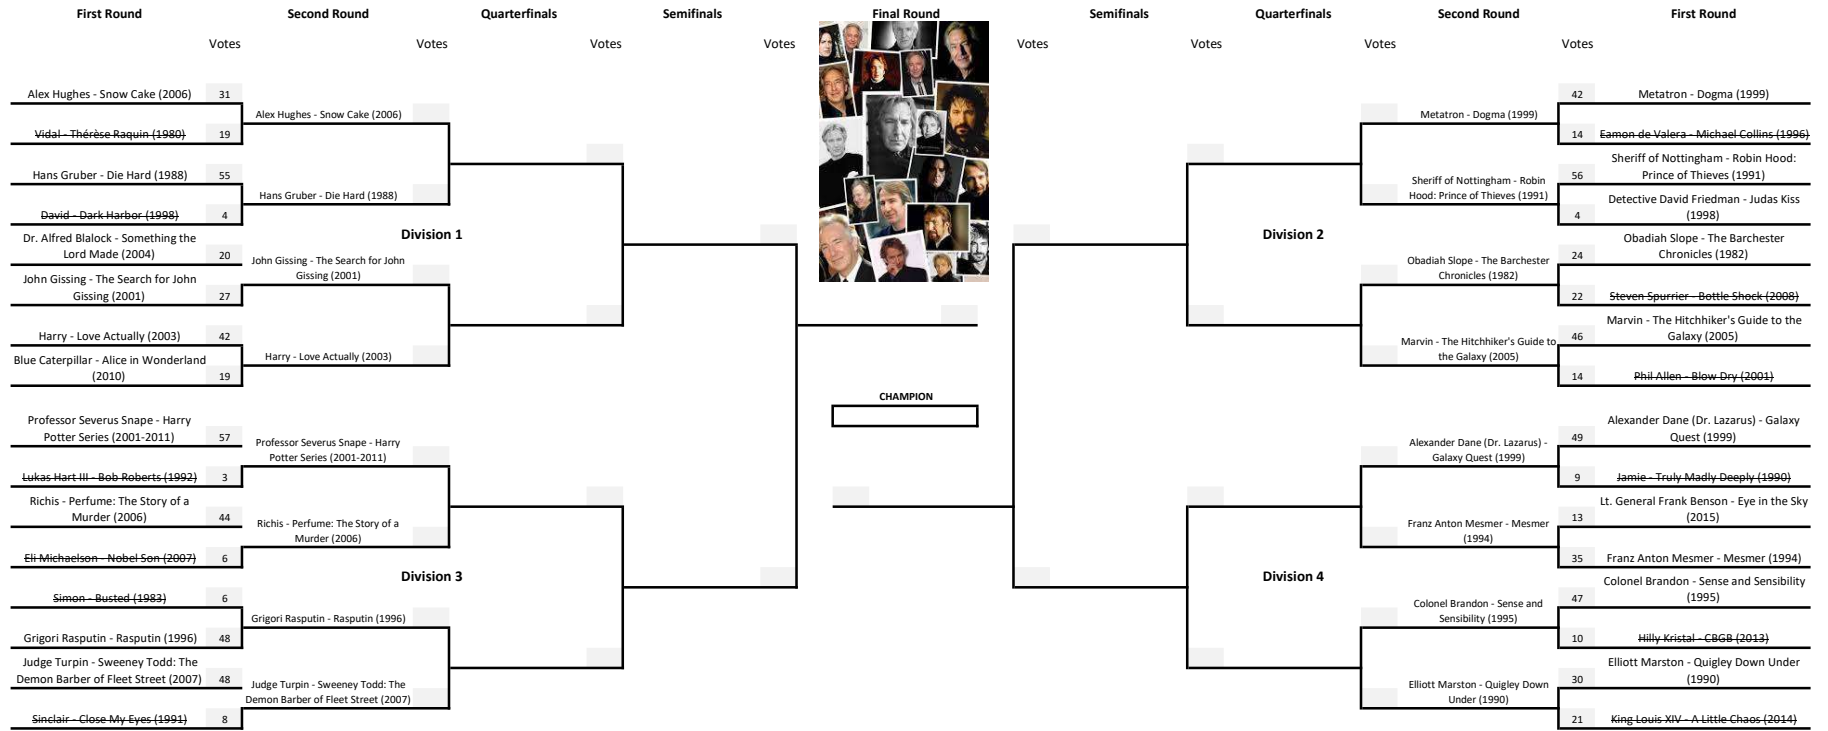 First Round
Second Round
Quarterfinals
Semifinals
Final Round
Semifinals
Quarterfinals
Second Round
First Round
Votes
Votes
Votes
Votes
Votes
Votes
Votes
Votes
Alex Hughes - Snow Cake (2006)
31
Vidal - Thérèse Raquin (1980)
19
Hans Gruber - Die Hard (1988)
55
David - Dark Harbor (1998)
4
Dr. Alfred Blalock - Something the
Lord Made (2004)
20
John Gissing - The Search for John
Gissing (2001)
27
Harry - Love Actually (2003)
42
Blue Caterpillar - Alice in Wonderland
(2010)
19
Alex Hughes - Snow Cake (2006)
Hans Gruber - Die Hard (1988)
Division 1
John Gissing - The Search for John
Gissing (2001)
Harry - Love Actually (2003)
Professor Severus Snape - Harry
Potter Series (2001-2011)
57
Lukas Hart III - Bob Roberts (1992)
3
Richis - Perfume: The Story of a
Murder (2006)
44
Eli Michaelson - Nobel Son (2007)
6
Simon - Busted (1983)
6
Grigori Rasputin - Rasputin (1996)
48
Judge Turpin - Sweeney Todd: The
Demon Barber of Fleet Street (2007)
48
Sinclair - Close My Eyes (1991)
8
Professor Severus Snape - Harry
Potter Series (2001-2011)
Richis - Perfume: The Story of a
Murder (2006)
Division 3
Grigori Rasputin - Rasputin (1996)
Judge Turpin - Sweeney Todd: The
Demon Barber of Fleet Street (2007)
CHAMPION
Metatron - Dogma (1999)
Sheriff of Nottingham - Robin
Hood: Prince of Thieves (1991)
Division 2
Obadiah Slope - The Barchester
Chronicles (1982)
Marvin - The Hitchhiker's Guide to
the Galaxy (2005)
42
Metatron - Dogma (1999)
14
Eamon de Valera - Michael Collins (1996)
56
Sheriff of Nottingham - Robin Hood:
Prince of Thieves (1991)
4
Detective David Friedman - Judas Kiss
(1998)
24
Obadiah Slope - The Barchester
Chronicles (1982)
22
Steven Spurrier - Bottle Shock (2008)
46
Marvin - The Hitchhiker's Guide to the
Galaxy (2005)
14
Phil Allen - Blow Dry (2001)
Alexander Dane (Dr. Lazarus) -
Galaxy Quest (1999)
Franz Anton Mesmer - Mesmer
(1994)
Division 4
Colonel Brandon - Sense and
Sensibility (1995)
Elliott Marston - Quigley Down
Under (1990)
49
Alexander Dane (Dr. Lazarus) - Galaxy
Quest (1999)
9
Jamie - Truly Madly Deeply (1990)
13
Lt. General Frank Benson - Eye in the Sky
(2015)
35
Franz Anton Mesmer - Mesmer (1994)
47
Colonel Brandon - Sense and Sensibility
(1995)
10
Hilly Kristal - CBGB (2013)
30
Elliott Marston - Quigley Down Under
(1990)
21
King Louis XIV - A Little Chaos (2014)